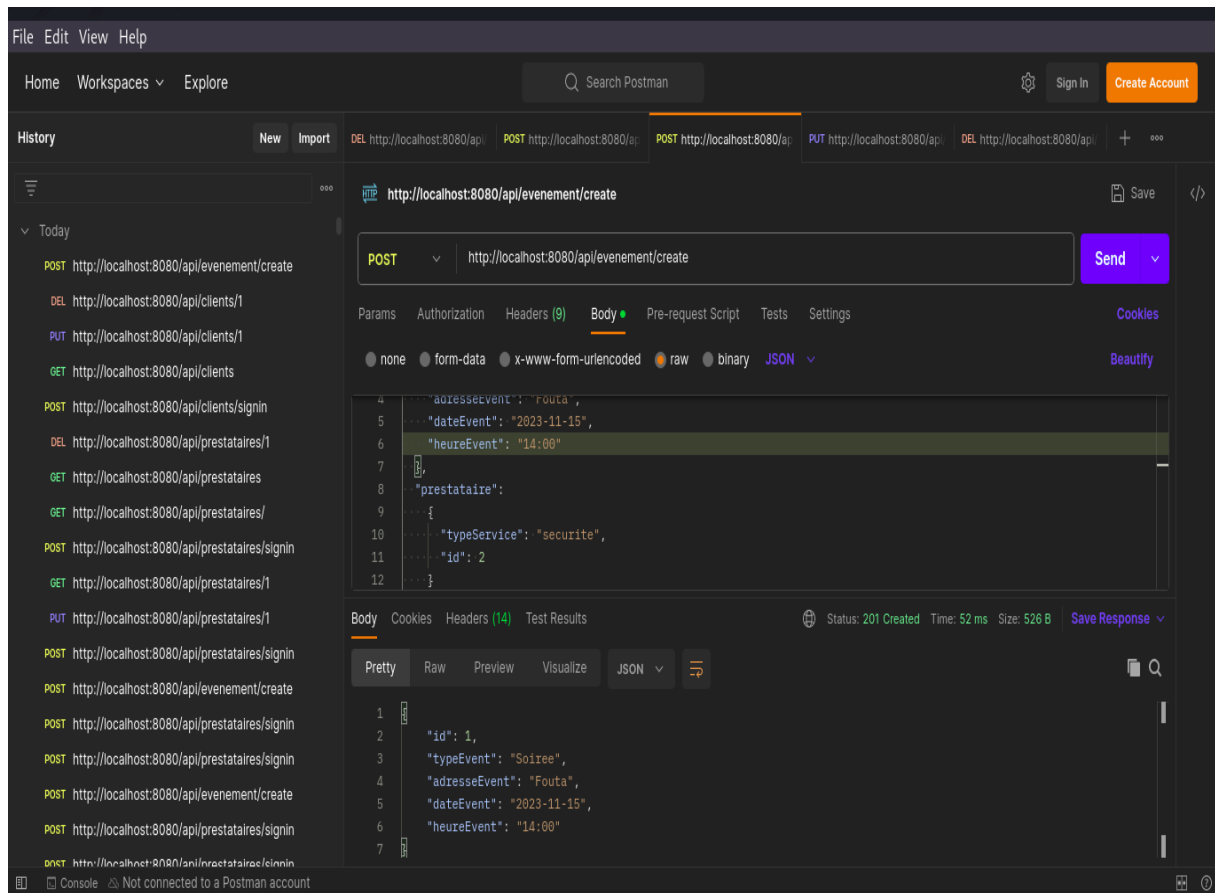 File Edit View Help
Home Workspaces Explore Search Postman Sign In Create Account
History New Import
DEL http://localhost:8080/api/ POST http://localhost:8080/ap POST http://localhost:8080/ap PUT http://localhost:8080/api/ DEL http://localhost:8080/api/
Today
POST http://localhost:8080/api/evenement/create
DEL http://localhost:8080/api/clients/1
PUT http://localhost:8080/api/clients/1
GET http://localhost:8080/api/clients
POST http://localhost:8080/api/clients/signin
DEL http://localhost:8080/api/prestataires/1
GET http://localhost:8080/api/prestataires
GET http://localhost:8080/api/prestataires/
POST http://localhost:8080/api/prestataires/signin
GET http://localhost:8080/api/prestataires/1
PUT http://localhost:8080/api/prestataires/1
POST http://localhost:8080/api/prestataires/signin
POST http://localhost:8080/api/evenement/create
POST http://localhost:8080/api/prestataires/signin
POST http://localhost:8080/api/prestataires/signin
POST http://localhost:8080/api/evenement/create
POST http://localhost:8080/api/prestataires/signin
POST http://localhost:8080/api/prestataires/signin
HTTP http://localhost:8080/api/evenement/create Save </>
POST http://localhost:8080/api/evenement/create Send
Params Authorization Headers (9) Body Pre-request Script Tests Settings Cookies
none form-data x-www-form-urlencoded raw binary JSON Beautify
4 "adresseEvent": "Fouta",
5 "dateEvent": "2023-11-15",
6 "heureEvent": "14:00"
7 },
8 "prestataire":
9 {
10 "typeService": "securite",
11 "id": 2
12 }
Body Cookies Headers (14) Test Results Status: 201 Created Time: 52 ms Size: 526 B Save Response
Pretty Raw Preview Visualize JSON
1 {
2 "id": 1,
3 "typeEvent": "Soiree",
4 "adresseEvent": "Fouta",
5 "dateEvent": "2023-11-15",
6 "heureEvent": "14:00"
7 }
Console Not connected to a Postman account